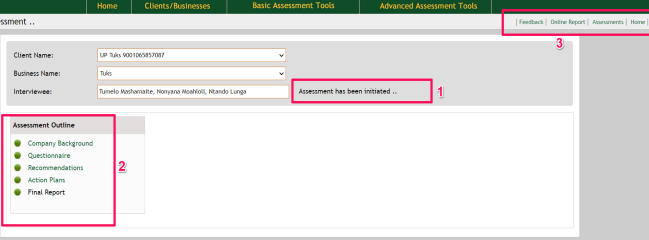 Home Clients/Businesses Basic Assessment Tools Advanced Assessment Tools
ssment .. | Feedback | Online Report | Assessments | Home |
3
Client Name: UP Tuks 9001065857087
Business Name: Tuks
Interviewee: Tumelo Mashamaite, Nonyana Moahloli, Ntando Lunga Assessment has been initiated .. 1
Assessment Outline
Company Background
Questionnaire
Recommendations 2
Action Plans
Final Report